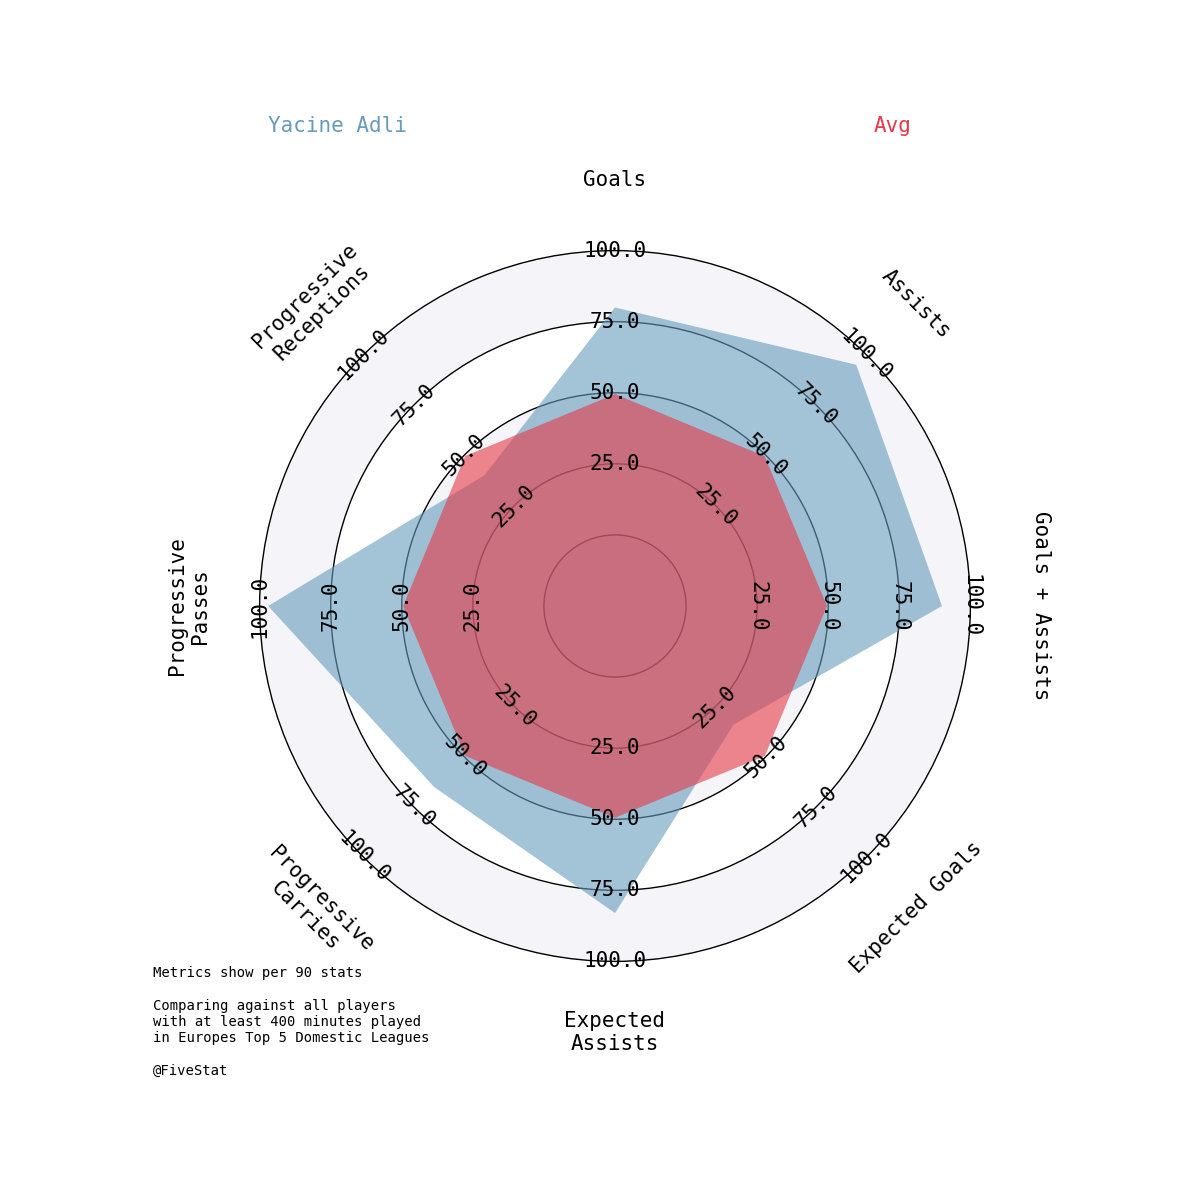 Yacine Adli
Avg
Goals
Assists
Goals + Assists
Expected Goals
Expected
Assists
Progressive
Carries
Progressive
Passes
Progressive
Receptions
25.0
50.0
75.0
100.0
25.0
50.0
75.0
100.0
25.0
50.0
75.0
100.0
25.0
50.0
75.0
100.0
25.0
50.0
75.0
100.0
25.0
50.0
75.0
100.0
25.0
50.0
75.0
100.0
25.0
50.0
75.0
100.0
Metrics show per 90 stats
Comparing against all players
with at least 400 minutes played
in Europes Top 5 Domestic Leagues
@FiveStat